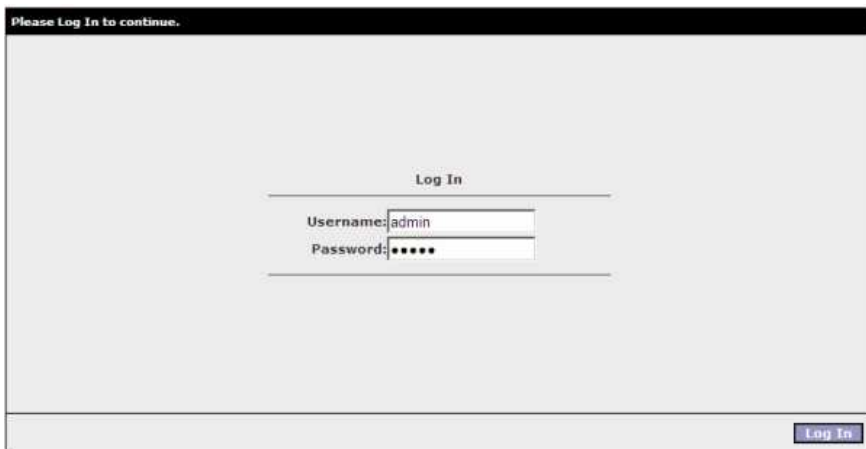 Please Log In to continue.
Log In
Username: admin
Password: •••••
Log In